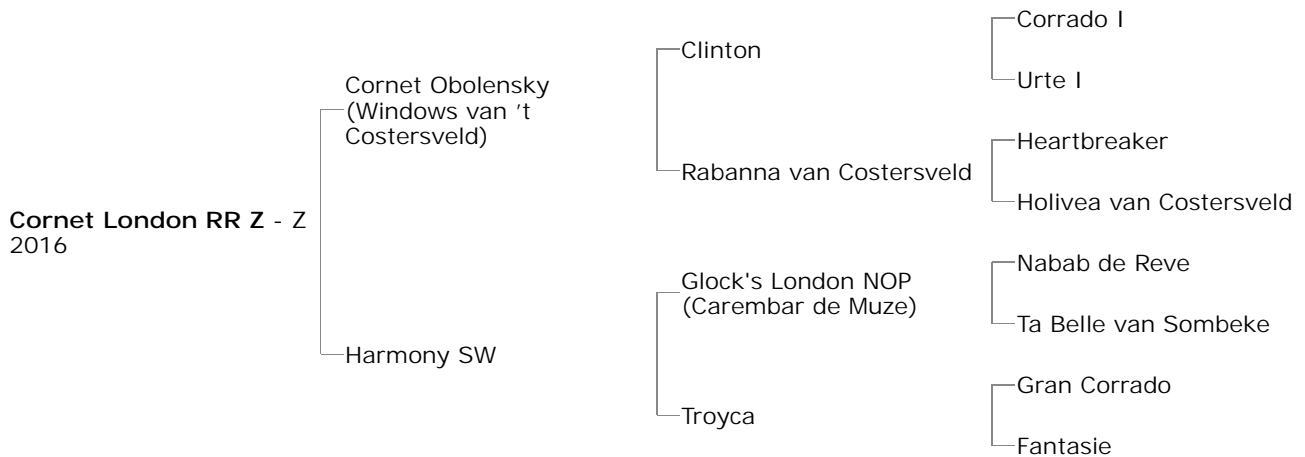 Corrado I
Clinton
Urte I
Cornet Obolensky
(Windows van ’t
Costersveld)
Heartbreaker
Rabanna van Costersveld
Holivea van Costersveld
Cornet London RR Z - Z
2016
Nabab de Reve
Glock's London NOP
(Carembar de Muze)
Ta Belle van Sombeke
Harmony SW
Gran Corrado
Troyca
Fantasie